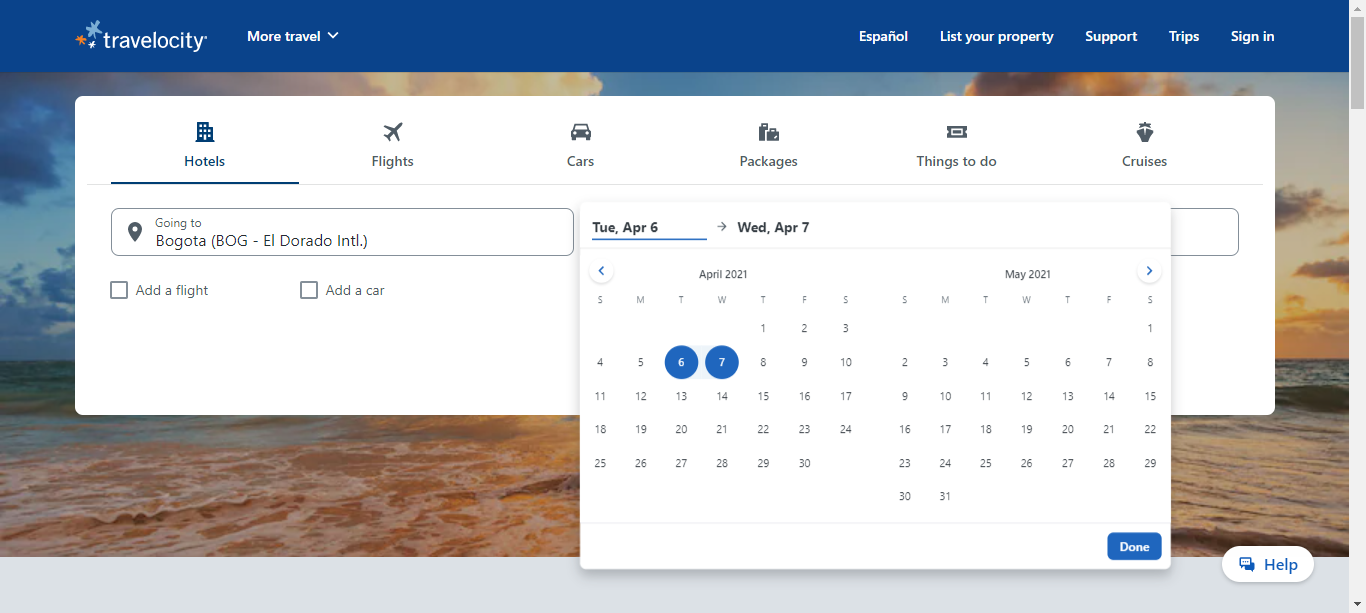 travelocity
More travel
Español
List your property
Support
Trips
Sign in
Hotels
Flights
Cars
Packages
Things to do
Cruises
Going to
Bogota (BOG - El Dorado Intl.)
Add a flight
Add a car
Tue, Apr 6 → Wed, Apr 7
April 2021
S M T W T F S
1 2 3
4 5 6 7 8 9 10
11 12 13 14 15 16 17
18 19 20 21 22 23 24
25 26 27 28 29 30
May 2021
S M T W T F S
1
2 3 4 5 6 7 8
9 10 11 12 13 14 15
16 17 18 19 20 21 22
23 24 25 26 27 28 29
30 31
Done
Help